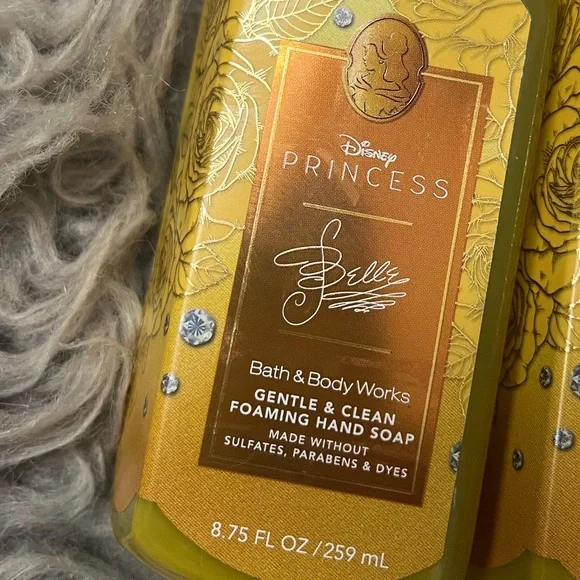 Disney
PRINCESS
Belle
Bath & Body Works
GENTLE & CLEAN
FOAMING HAND SOAP
MADE WITHOUT
SULFATES, PARABENS & DYES
8.75 FL OZ / 259 mL